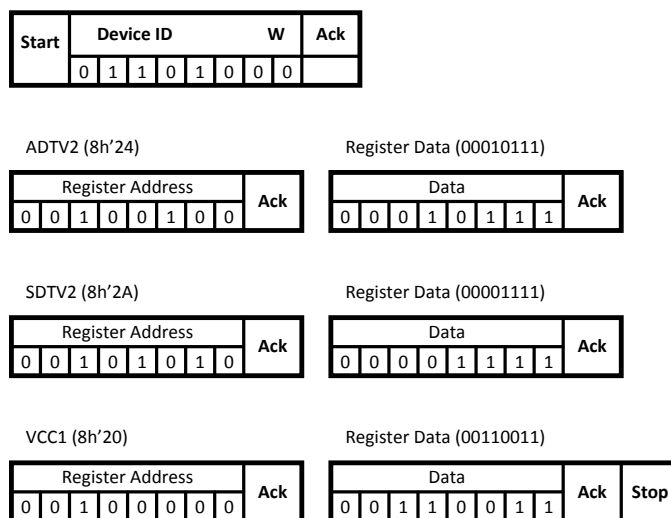 Start Device ID W Ack
0 1 1 0 1 0 0 0
ADTV2 (8h’24) Register Data (00010111)
Register Address Ack Data Ack
0 0 1 0 0 1 0 0 0 0 0 1 0 1 1 1
SDTV2 (8h’2A) Register Data (00001111)
Register Address Ack Data Ack
0 0 1 0 1 0 1 0 0 0 0 0 1 1 1 1
VCC1 (8h’20) Register Data (00110011)
Register Address Ack Data Ack Stop
0 0 1 0 0 0 0 0 0 0 1 1 0 0 1 1